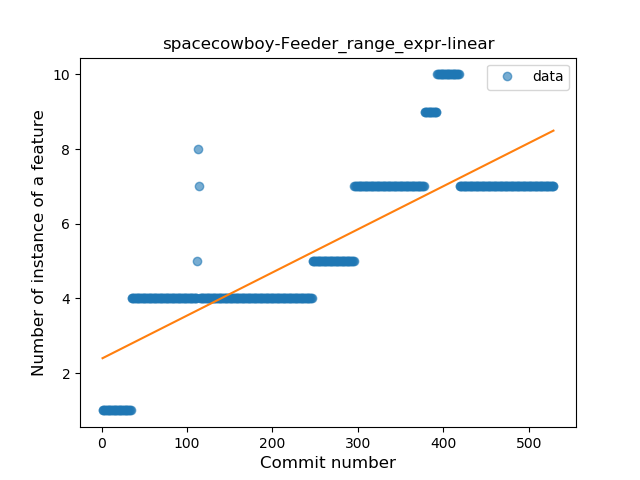 spacecowboy-Feeder_range_expr-linear
data
Number of instance of a feature
10
8
6
4
2
0
100
200
300
400
500
Commit number